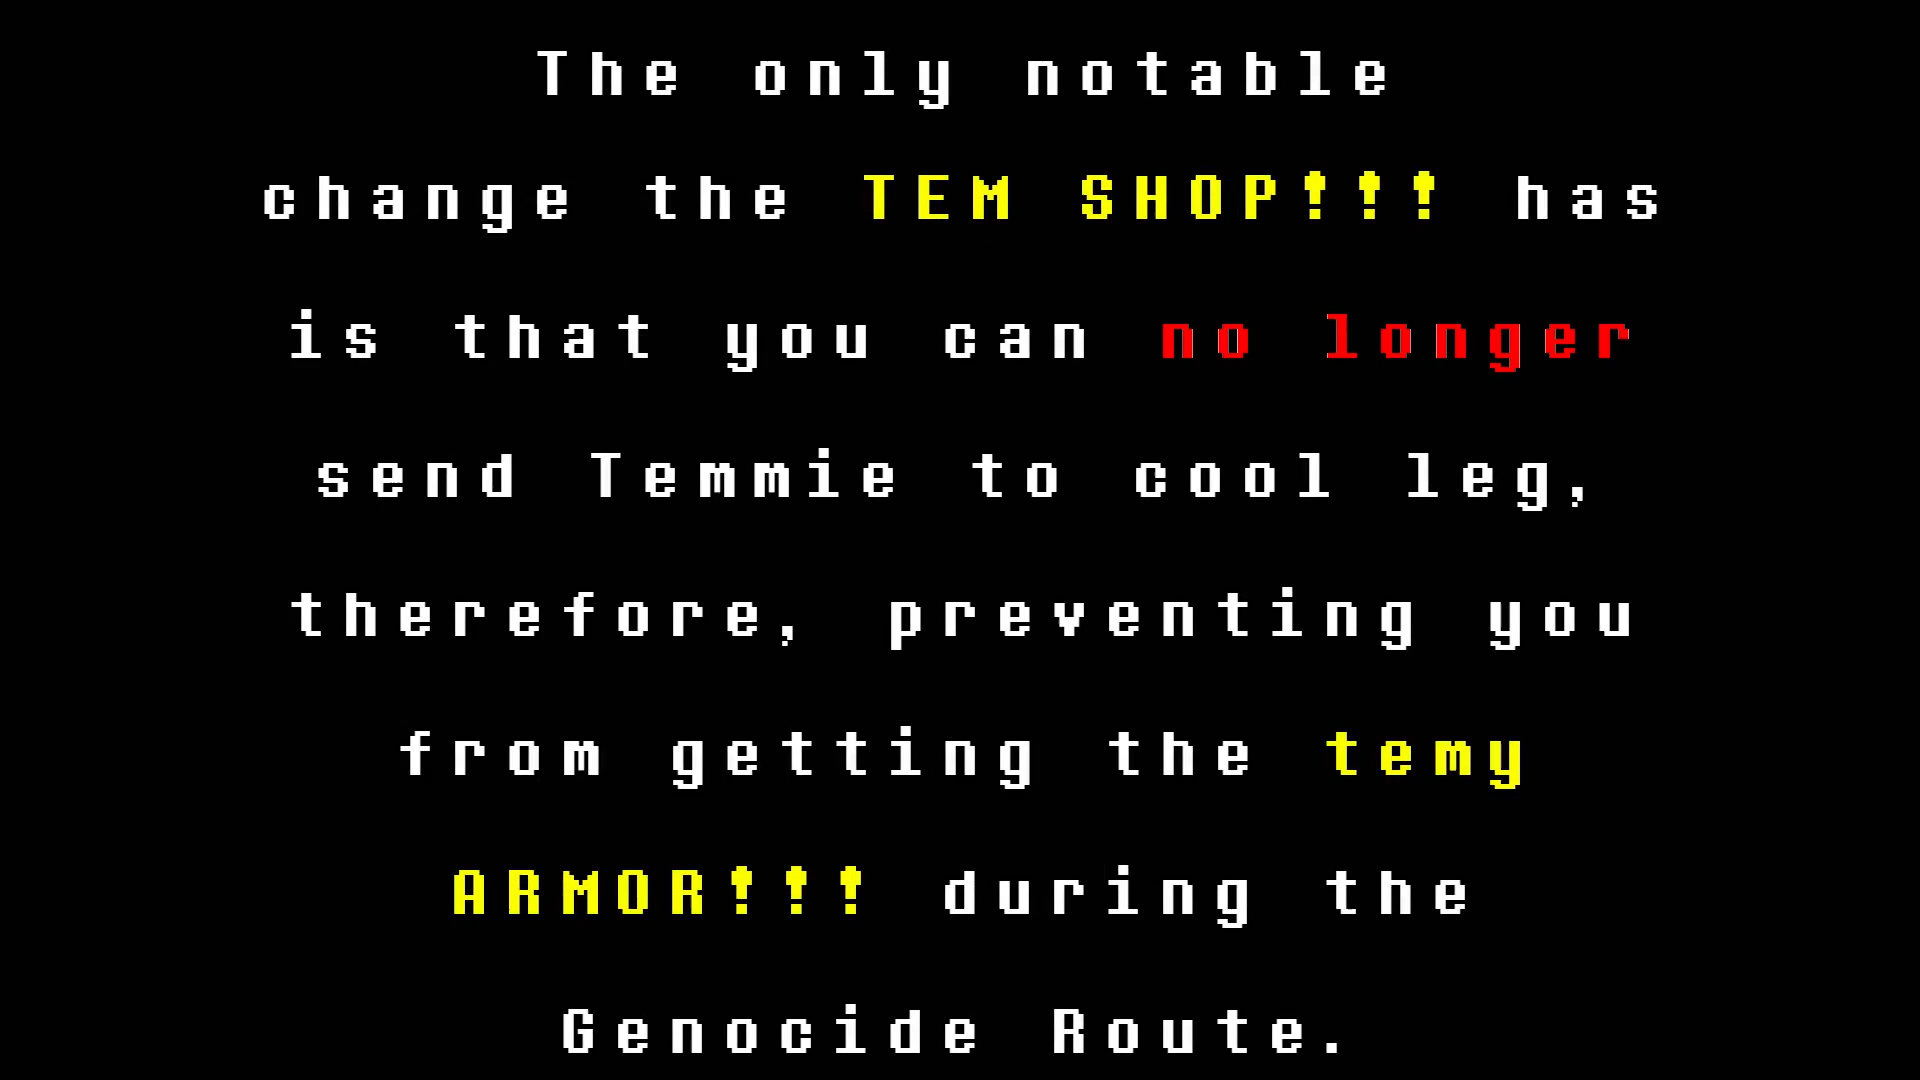 The only notable
change the TEM SHOP!!! has
is that you can no longer
send Temmie to cool leg,
therefore, preventing you
from getting the temy
ARMOR!!! during the
Genocide Route.